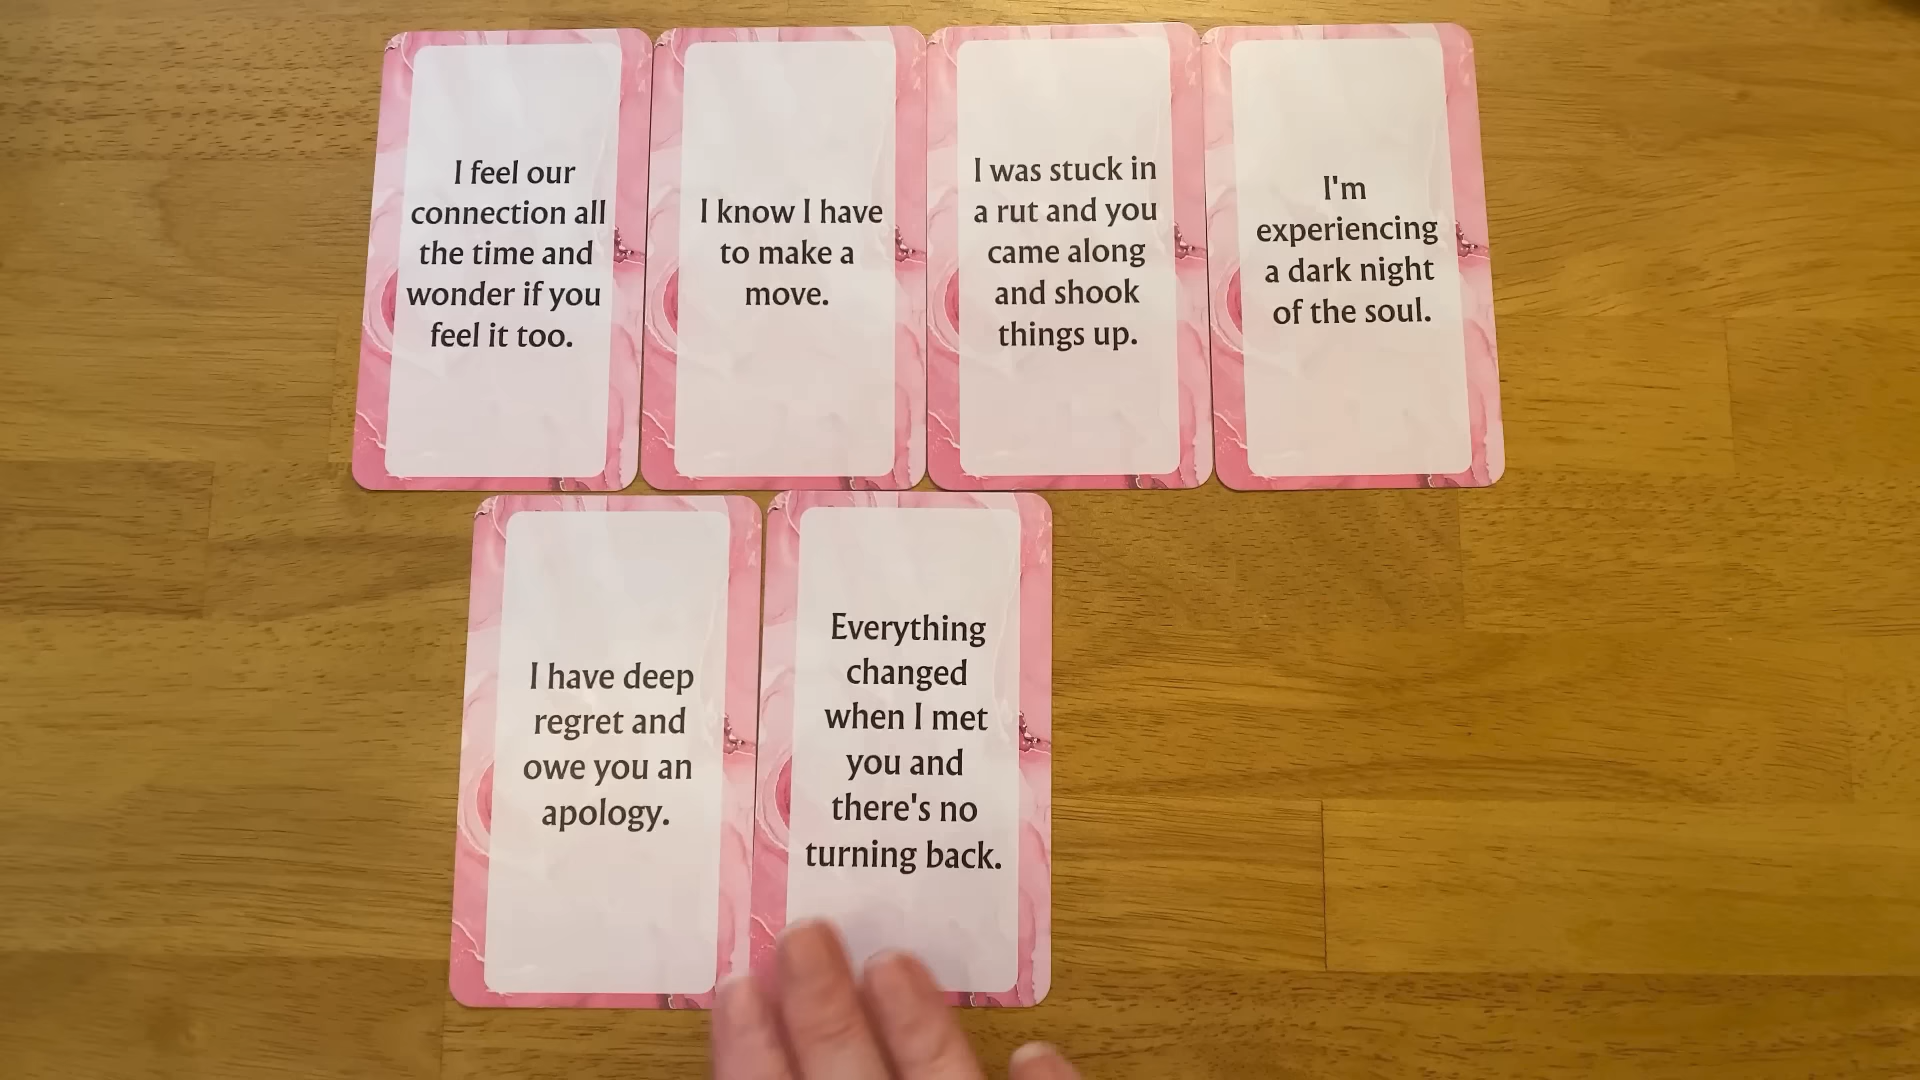 I feel our
connection all
the time and
wonder if you
feel it too.
I know I have
to make a
move.
I was stuck in
a rut and you
came along
and shook
things up.
I'm
experiencing
a dark night
of the soul.
I have deep
regret and
owe you an
apology.
Everything
changed
when I met
you and
there's no
turning back.